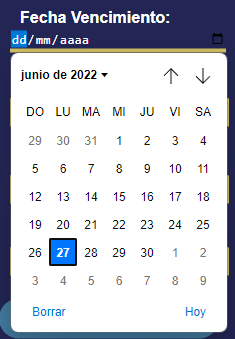 Fecha Vencimiento:
dd/mm/aaaa
junio de 2022
DO LU MA MI JU VI SA
29 30 31 1 2 3 4
5 6 7 8 9 10 11
12 13 14 15 16 17 18
19 20 21 22 23 24 25
26 27 28 29 30 1 2
3 4 5 6 7 8 9
Borrar Hoy